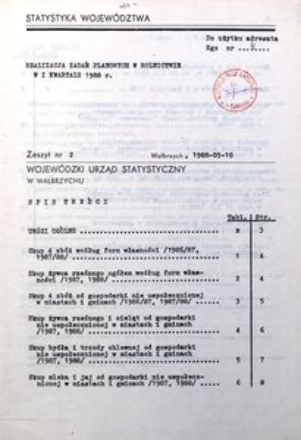 STATYSTYKA WOJEWÓDZTWA
Do użytku adresata
Egz nr
REALIZACJA ZADAŃ PLANOWYCH W ROLNICTWIE
W I KWARTALE 1988 r.
Zeszyt nr 2 Wałbrzych, 1988-05-10
WOJEWÓDZKI URZĄD STATYSTYCZNY
W WAŁBRZYCHU
SPIS TREŚCI
Tabl. Str.
UWAGI OGÓLNE x 3
Skup 4 zbóż według form własności /1986/87,
1987/88/ 1 4
Skup żywca rzeźnego ogółem według form włas-
ności /1987, 1988/ 2 4
Skup 4 zbóż od gospodarki nie uspołecznionej
w miastach i gminach /1986/87, 1987/88/ 3 5
Skup żywca rzeźnego i cieląt od gospodarki
nie uspołecznionej w miastach i gminach
/1987, 1988/ 4 6
Skup bydła i trzody chlewnej od gospodarki
nie uspołecznionej w miastach i gminach
/1987, 1988/ 5 7
Skup mleka i jaj od gospodarki nie uspołecz-
nionej w miastach i gminach /1987, 1988/ 6 8